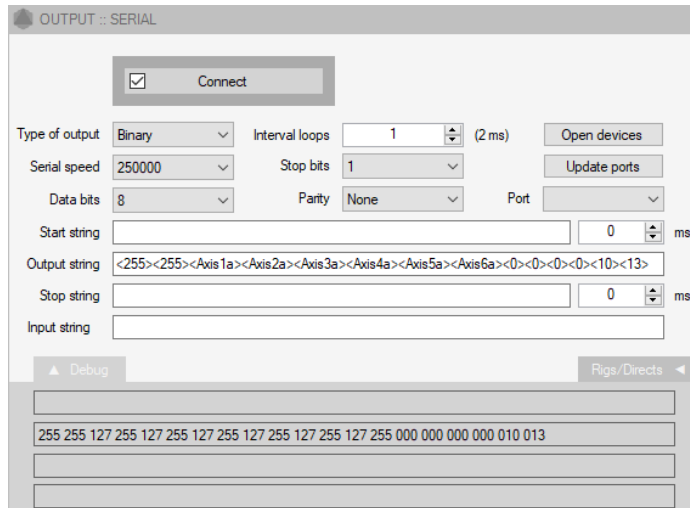 OUTPUT :: SERIAL
Connect
Type of output Binary Interval loops 1 (2 ms) Open devices
Serial speed 250000 Stop bits 1 Update ports
Data bits 8 Parity None Port
Start string 0 ms
Output string <255><255><Axis1a><Axis2a><Axis3a><Axis4a><Axis5a><Axis6a><0><0><0><0><10><13>
Stop string 0 ms
Input string
Debug Rigs/Directs
255 255 127 255 127 255 127 255 127 255 127 255 127 255 000 000 000 000 010 013